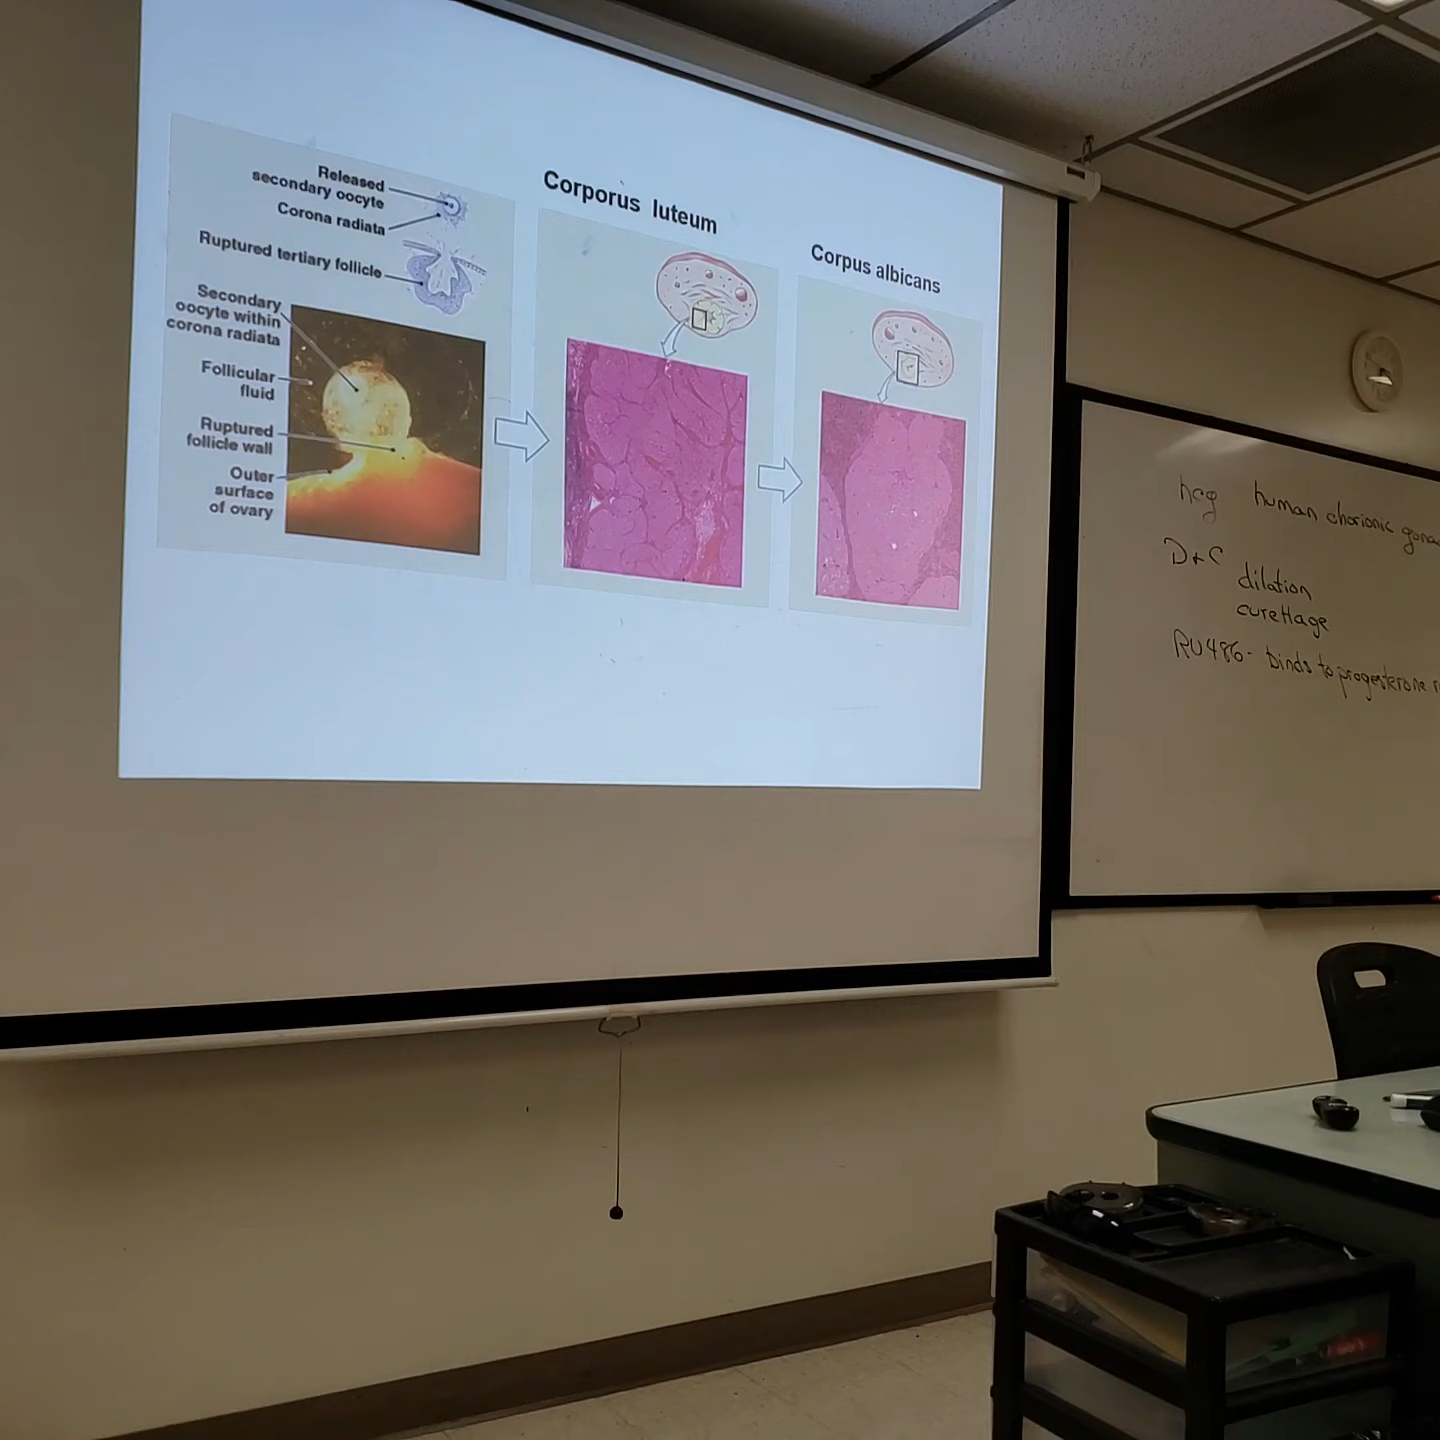 Released
secondary oocyte
Corona radiata
Ruptured tertiary follicle
Secondary
oocyte within
corona radiata
Follicular
fluid
Ruptured
follicle wall
Outer
surface
of ovary
Corporus luteum
Corpus albicans
hcg human chorionic gona
D+C dilation
curettage
RU486- binds to progesterone r